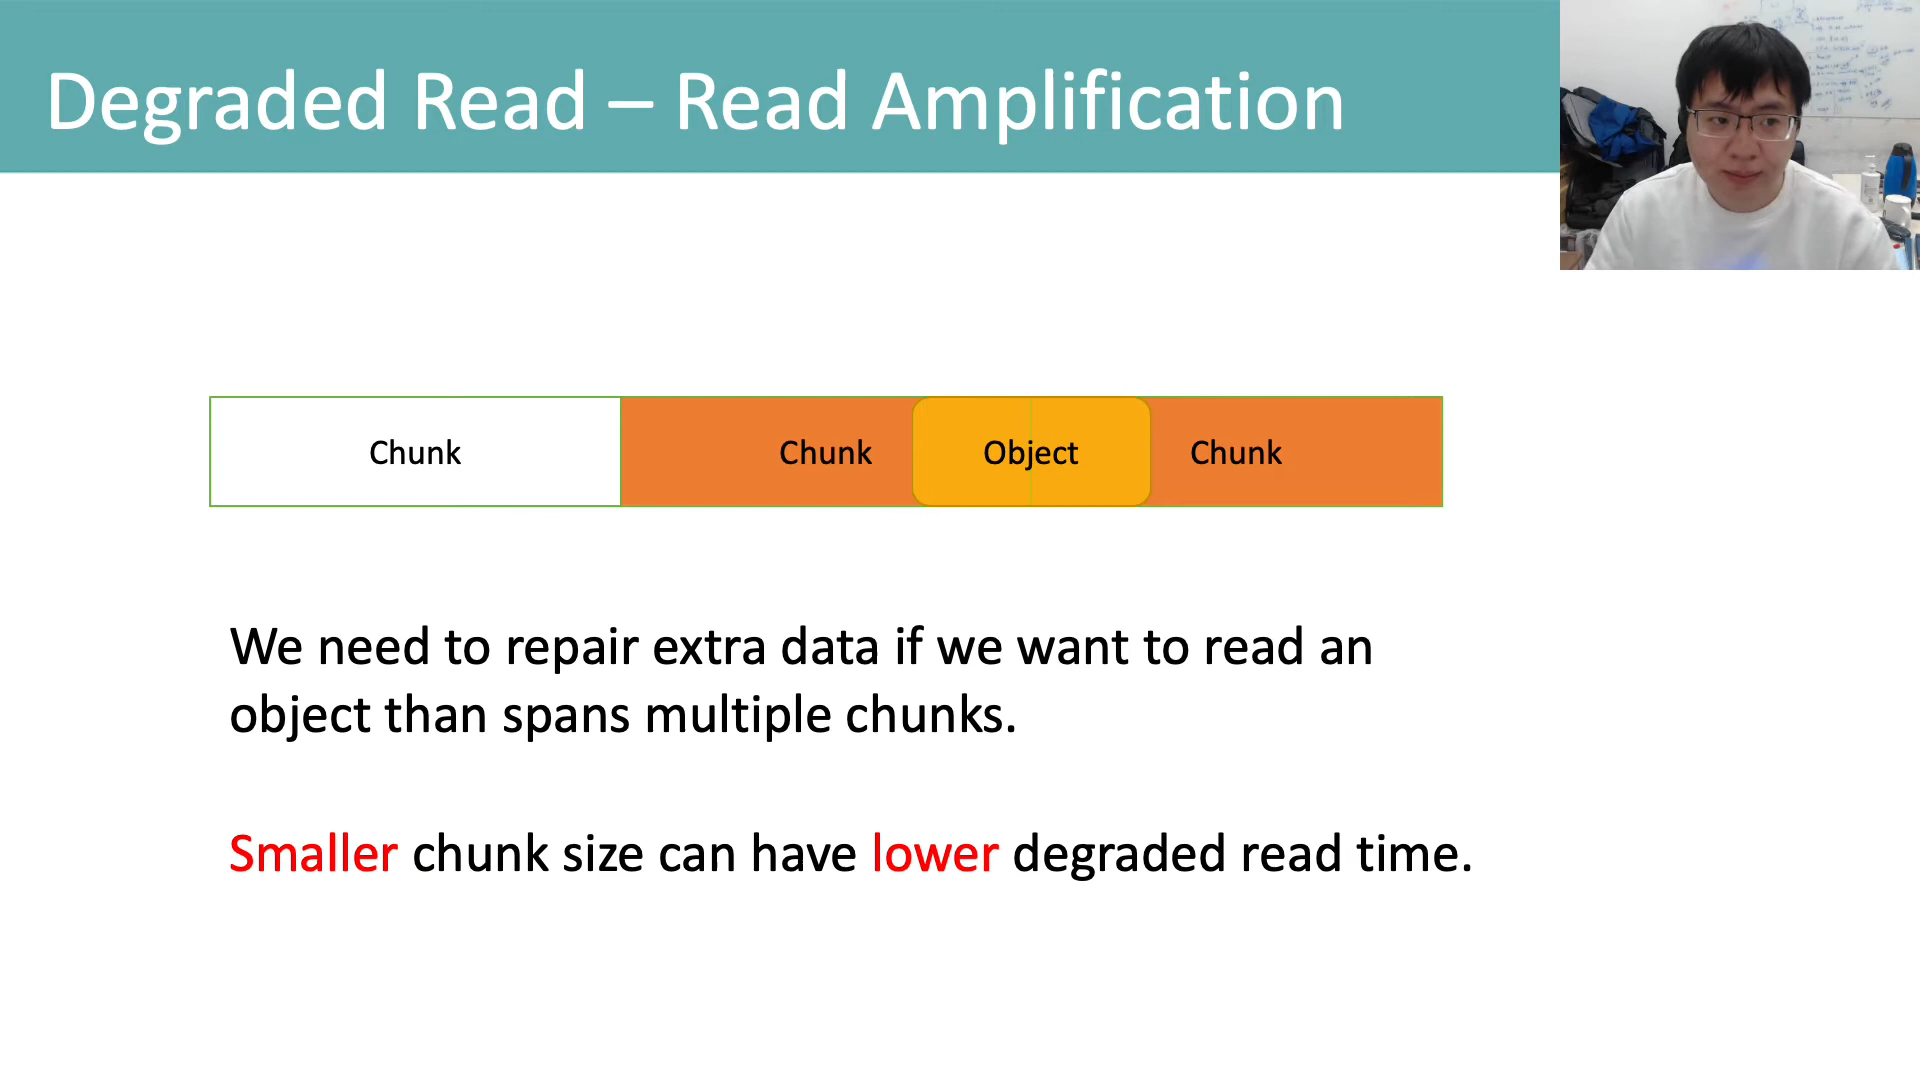 Degraded Read – Read Amplification
Chunk Chunk Object Chunk
We need to repair extra data if we want to read an
object than spans multiple chunks.
Smaller chunk size can have lower degraded read time.